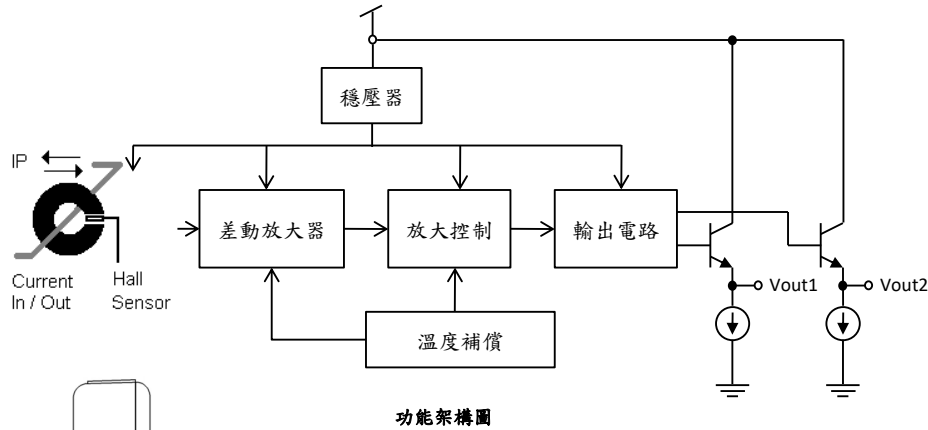 穩壓器
IP
差動放大器
放大控制
輸出電路
Current
In / Out
Hall
Sensor
Vout1
Vout2
溫度補償
功能架構圖